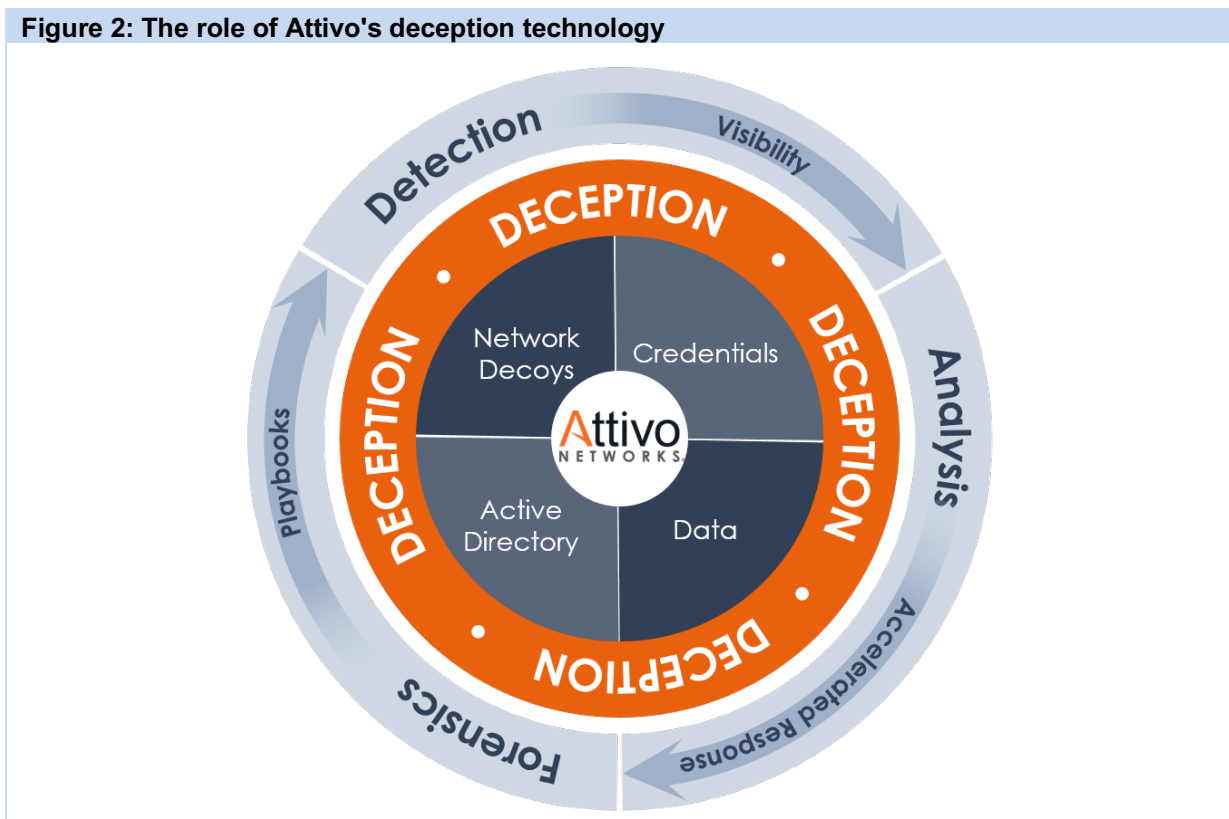 Figure 2: The role of Attivo's deception technology
Detection
Visibility
Analysis
Accelerated Response
Forensics
Playbooks
DECEPTION
DECEPTION
DECEPTION
DECEPTION
Network
Decoys
Credentials
Active
Directory
Data
Attivo
NETWORKS